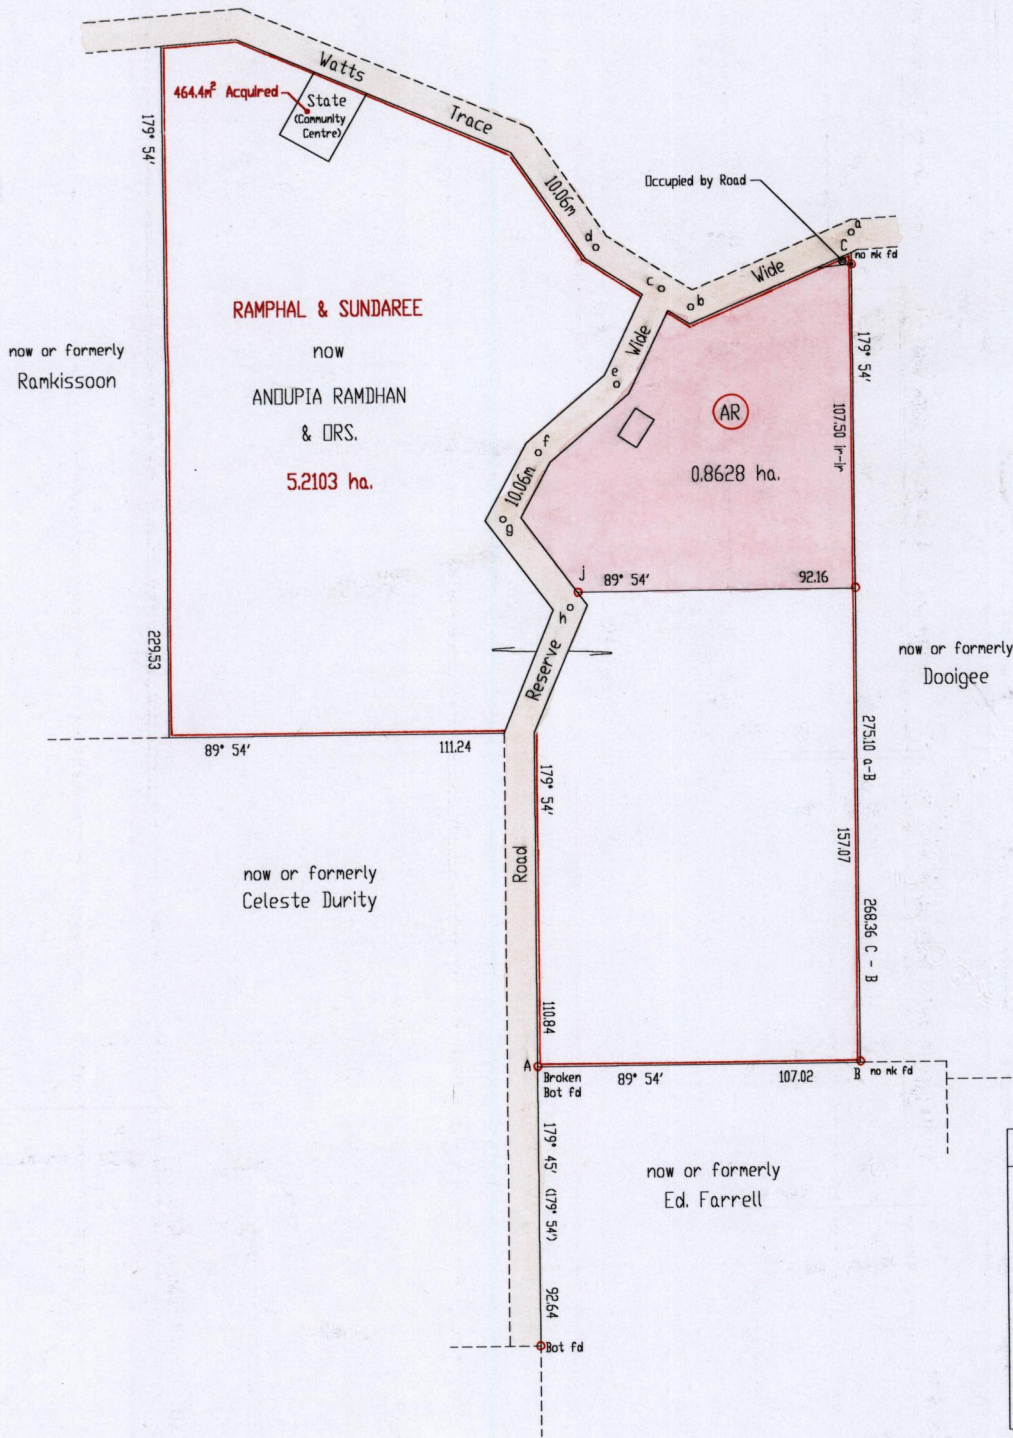 Watts
Trace
464.4m² Acquired
State
(Community
Centre)
179° 54'
10.06m
Occupied by Road
d
c
b
a
C
no mk fd
Wide
RAMPHAL & SUNDAREE
now
ANOUPIA RAMDHAN
& ORS.
5.2103 ha.
now or formerly
Ramkissoon
Wide
e
179° 54'
AR
107.50 ir-ir
0.8628 ha.
f
10.06m
g
j
89° 54'
92.16
h
229.53
Reserve
now or formerly
Dooigee
89° 54'
111.24
179° 54'
275.10 a-B
157.07
Road
now or formerly
Celeste Durity
268.36 C - B
110.84
A
Broken
Bot fd
89° 54'
107.02
B
no mk fd
179° 45' (179° 54')
now or formerly
Ed. Farrell
92.64
Bot fd